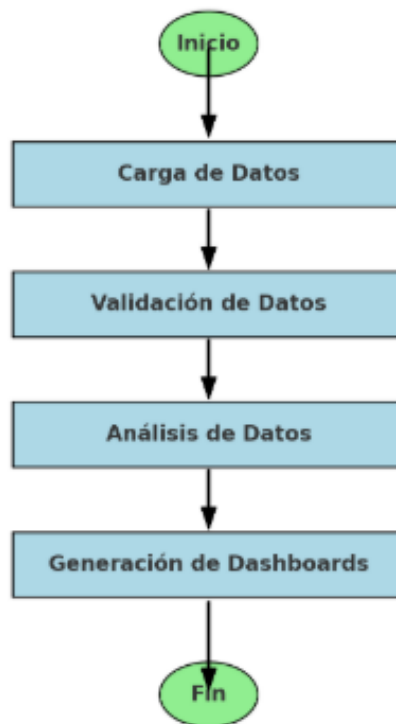 Inicio
Carga de Datos
Validación de Datos
Análisis de Datos
Generación de Dashboards
Fin